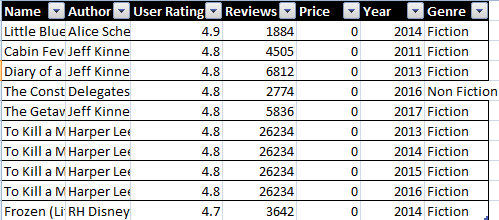 Name Author User Rating Reviews Price Year Genre
Little Blue Alice Sche 4.9 1884 0 2014 Fiction
Cabin Fev Jeff Kinne 4.8 4505 0 2011 Fiction
Diary of a Jeff Kinne 4.8 6812 0 2013 Fiction
The Const Delegates 4.8 2774 0 2016 Non Fiction
The Getaw Jeff Kinne 4.8 5836 0 2017 Fiction
To Kill a M Harper Lee 4.8 26234 0 2013 Fiction
To Kill a M Harper Lee 4.8 26234 0 2014 Fiction
To Kill a M Harper Lee 4.8 26234 0 2015 Fiction
To Kill a M Harper Lee 4.8 26234 0 2016 Fiction
Frozen (Li RH Disney 4.7 3642 0 2014 Fiction